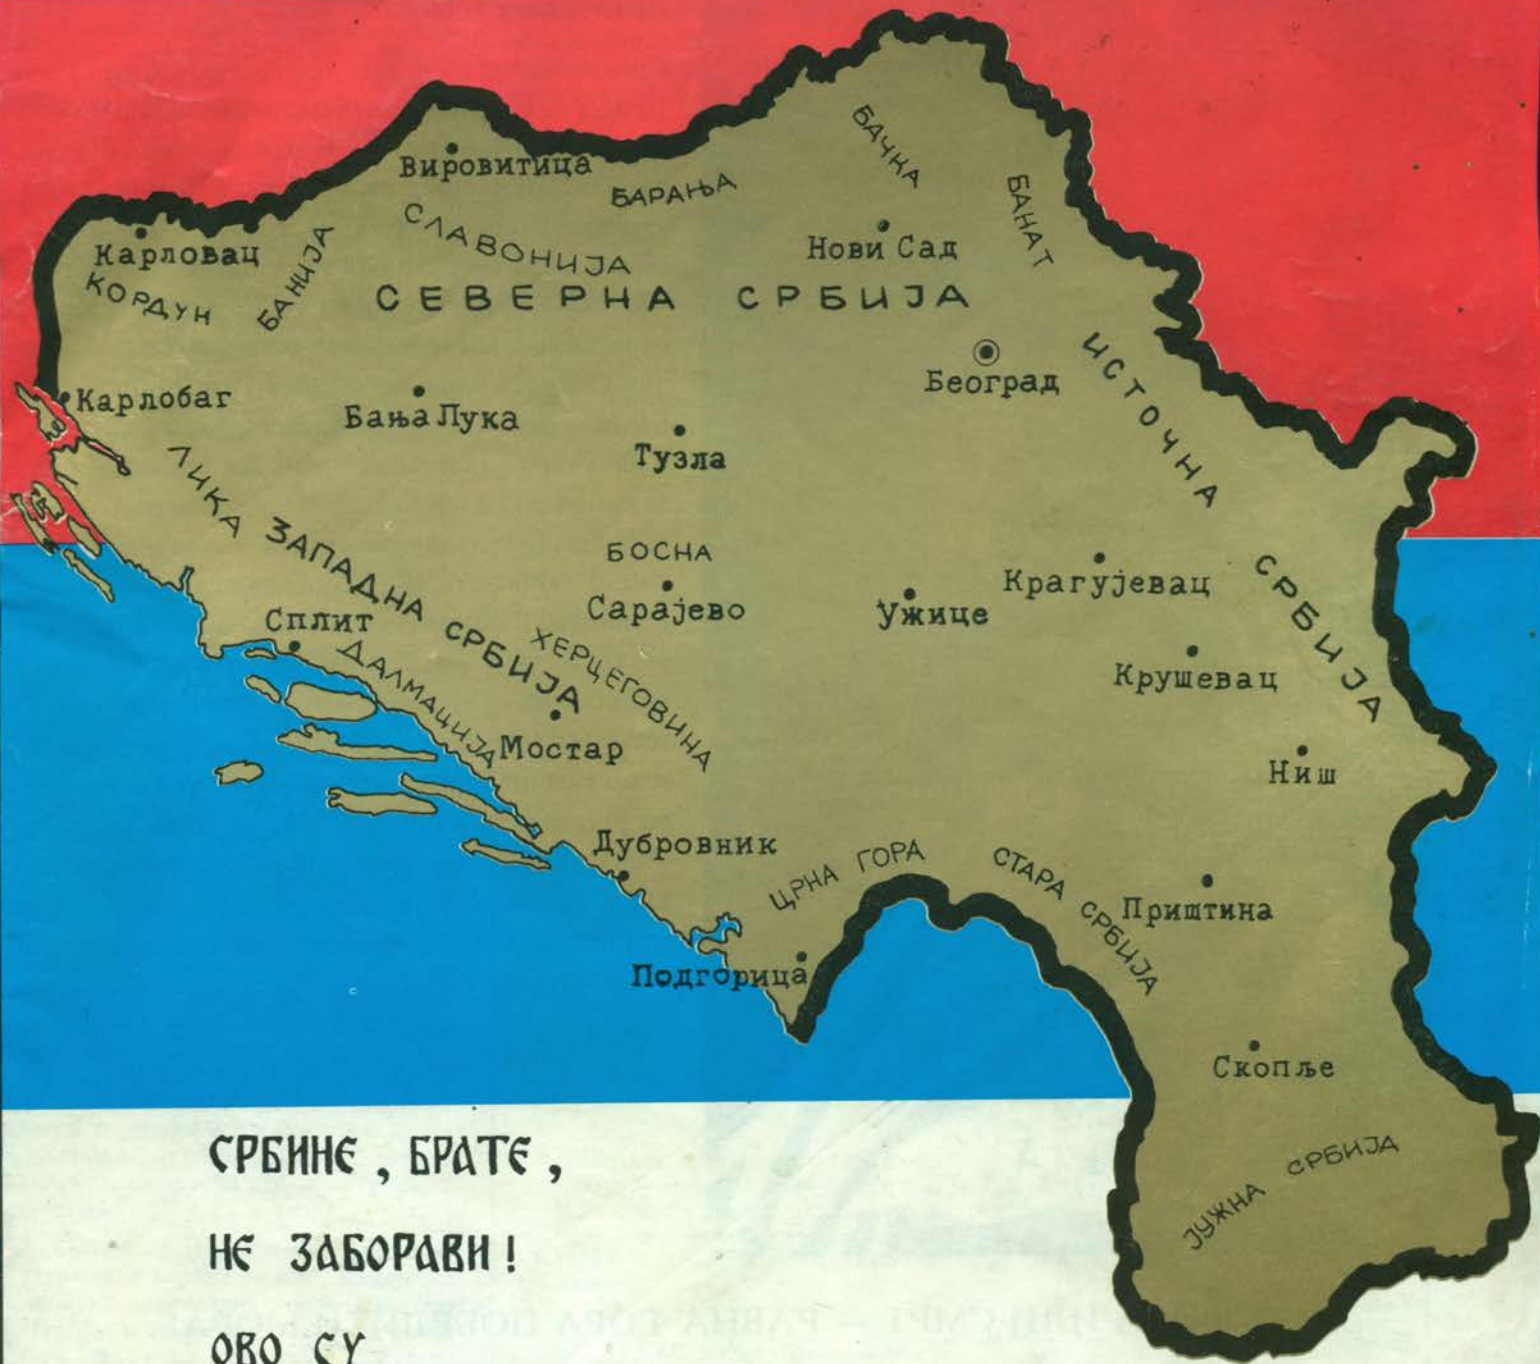 Вировитица
БАРАЊА
БАЧКА
БАНАТ
Карловац
КОРДУН
БАНИЈА
СЛАВОНИЈА
Нови Сад
СЕВЕРНА СРБИЈА
Београд
ИСТОЧНА СРБИЈА
Карлобаг
Бања Лука
Тузла
ЛИКА
ЗАПАДНА СРБИЈА
БОСНА
Сарајево
Ужице
Крагујевац
Сплит
ДАЛМАЦИЈА
ХЕРЦЕГОВИНА
Мостар
Крушевац
Ниш
Дубровник
ЦРНА ГОРА
СТАРА СРБИЈА
Приштина
Подгорица
Скопље
ЈУЖНА СРБИЈА
СРБИНЕ, БРАТЕ,
НЕ ЗАБОРАВИ!
ОВО СУ